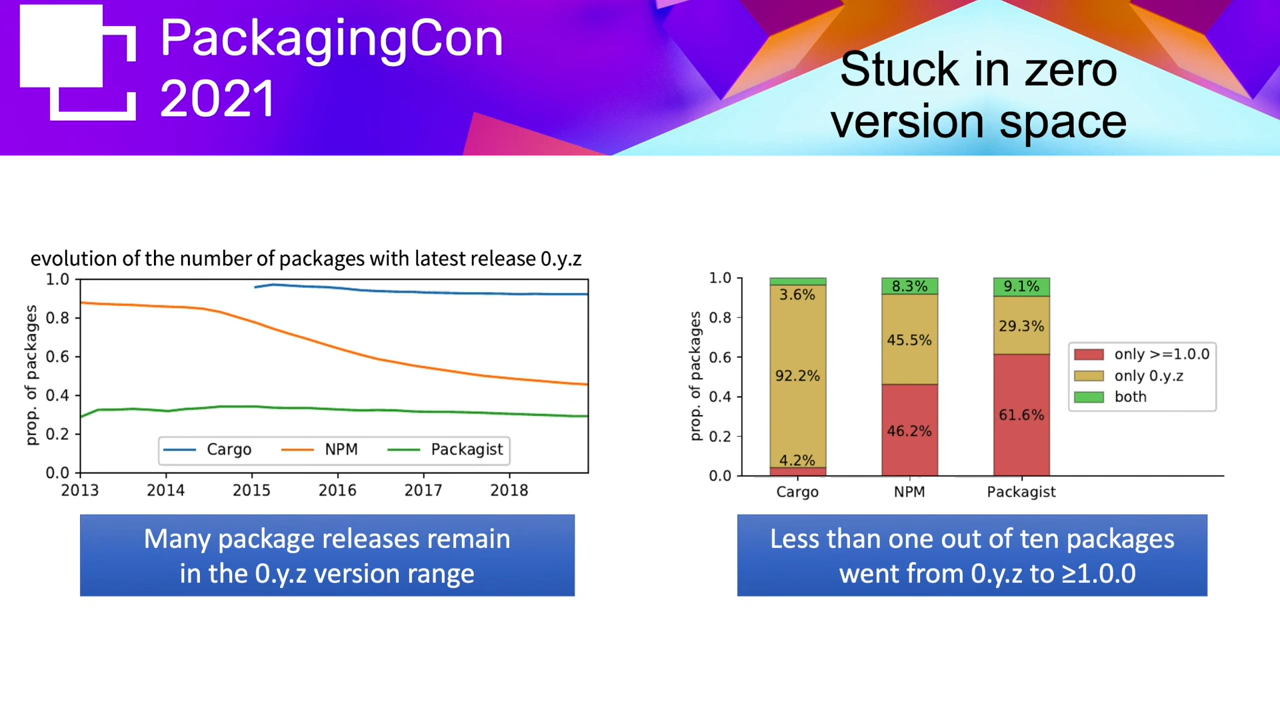 PackagingCon
2021
Stuck in zero
version space
evolution of the number of packages with latest release 0.y.z
prop. of packages
1.0
0.8
0.6
0.4
0.2
0.0
Cargo NPM Packagist
2013 2014 2015 2016 2017 2018
Many package releases remain
in the 0.y.z version range
prop. of packages
1.0
0.8
0.6
0.4
0.2
0.0
3.6%
92.2%
4.2%
8.3%
45.5%
46.2%
9.1%
29.3%
61.6%
Cargo NPM Packagist
only >=1.0.0
only 0.y.z
both
Less than one out of ten packages
went from 0.y.z to ≥1.0.0